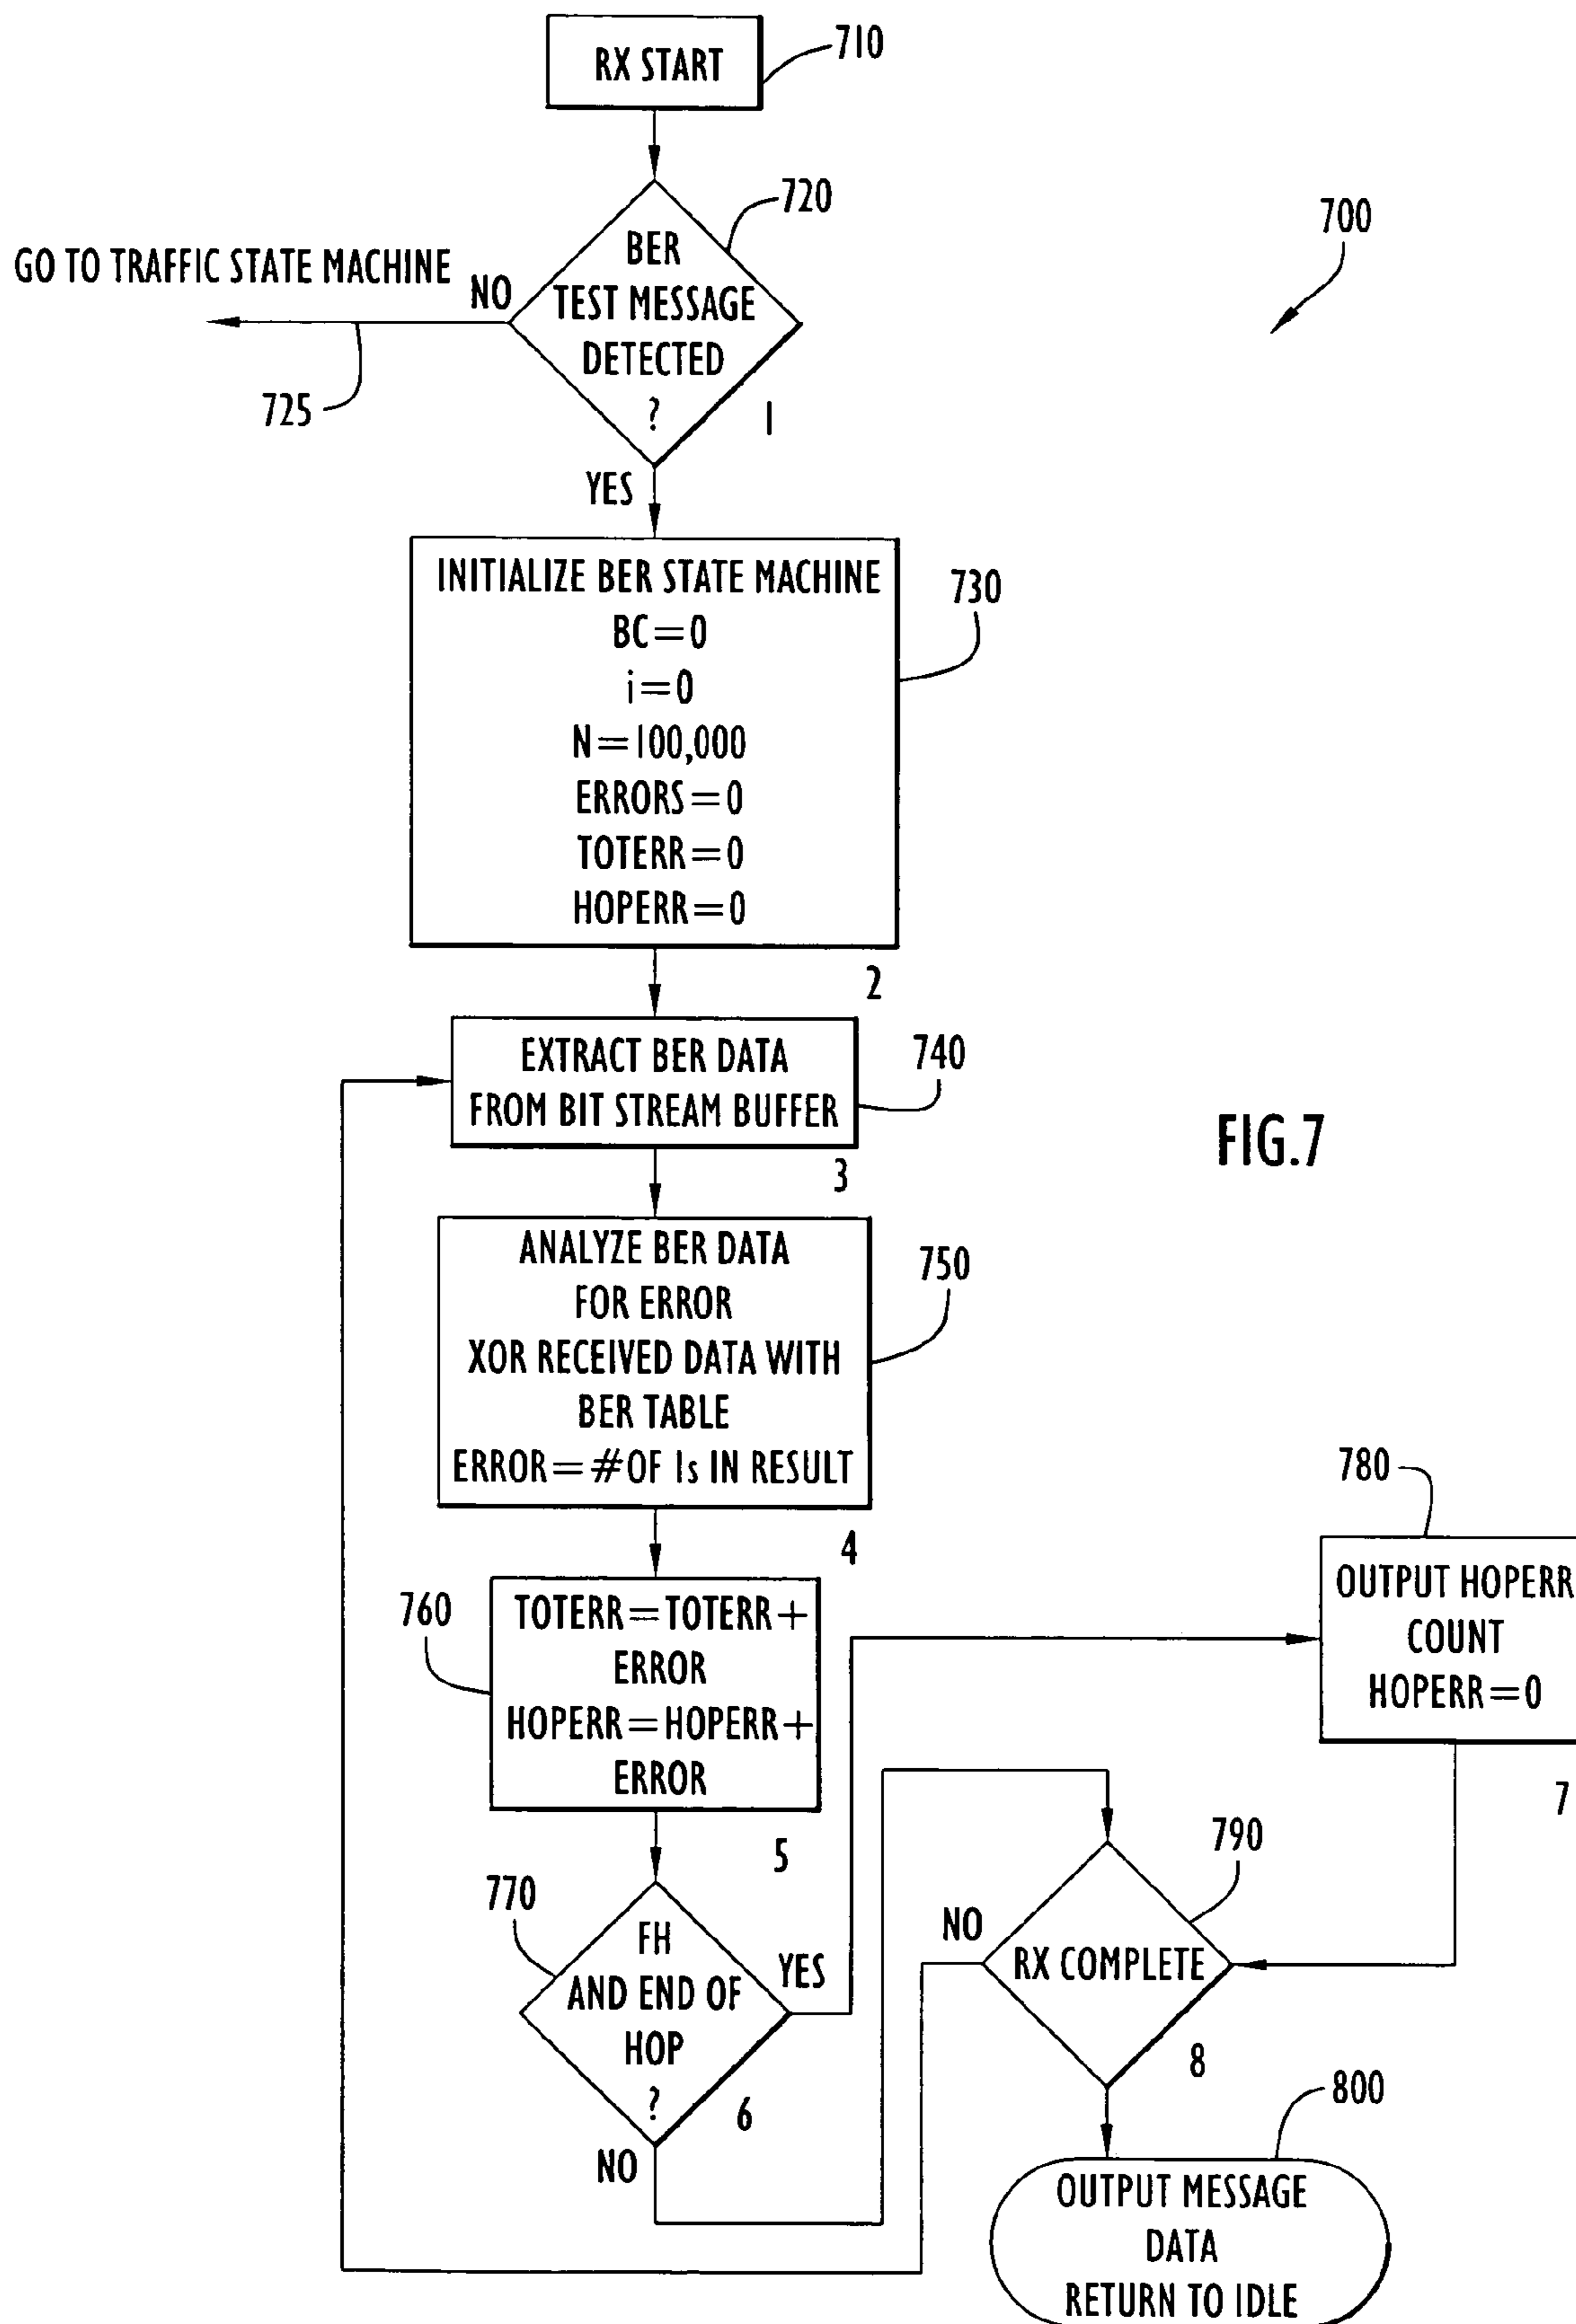 RX START
710
720
700
BER
TEST MESSAGE
DETECTED
?
GO TO TRAFFIC STATE MACHINE
NO
725
1
YES
INITIALIZE BER STATE MACHINE
BC=0
i=0
N=100,000
ERRORS=0
TOTERR=0
HOPERR=0
730
2
EXTRACT BER DATA
FROM BIT STREAM BUFFER
740
FIG.7
3
ANALYZE BER DATA
FOR ERROR
XOR RECEIVED DATA WITH
BER TABLE
ERROR=#OF 1s IN RESULT
750
4
760
TOTERR=TOTERR+
ERROR
HOPERR=HOPERR+
ERROR
780
OUTPUT HOPERR
COUNT
HOPERR=0
7
5
770
FH
AND END OF
HOP
?
YES
6
NO
790
NO
RX COMPLETE
8
800
OUTPUT MESSAGE
DATA
RETURN TO IDLE